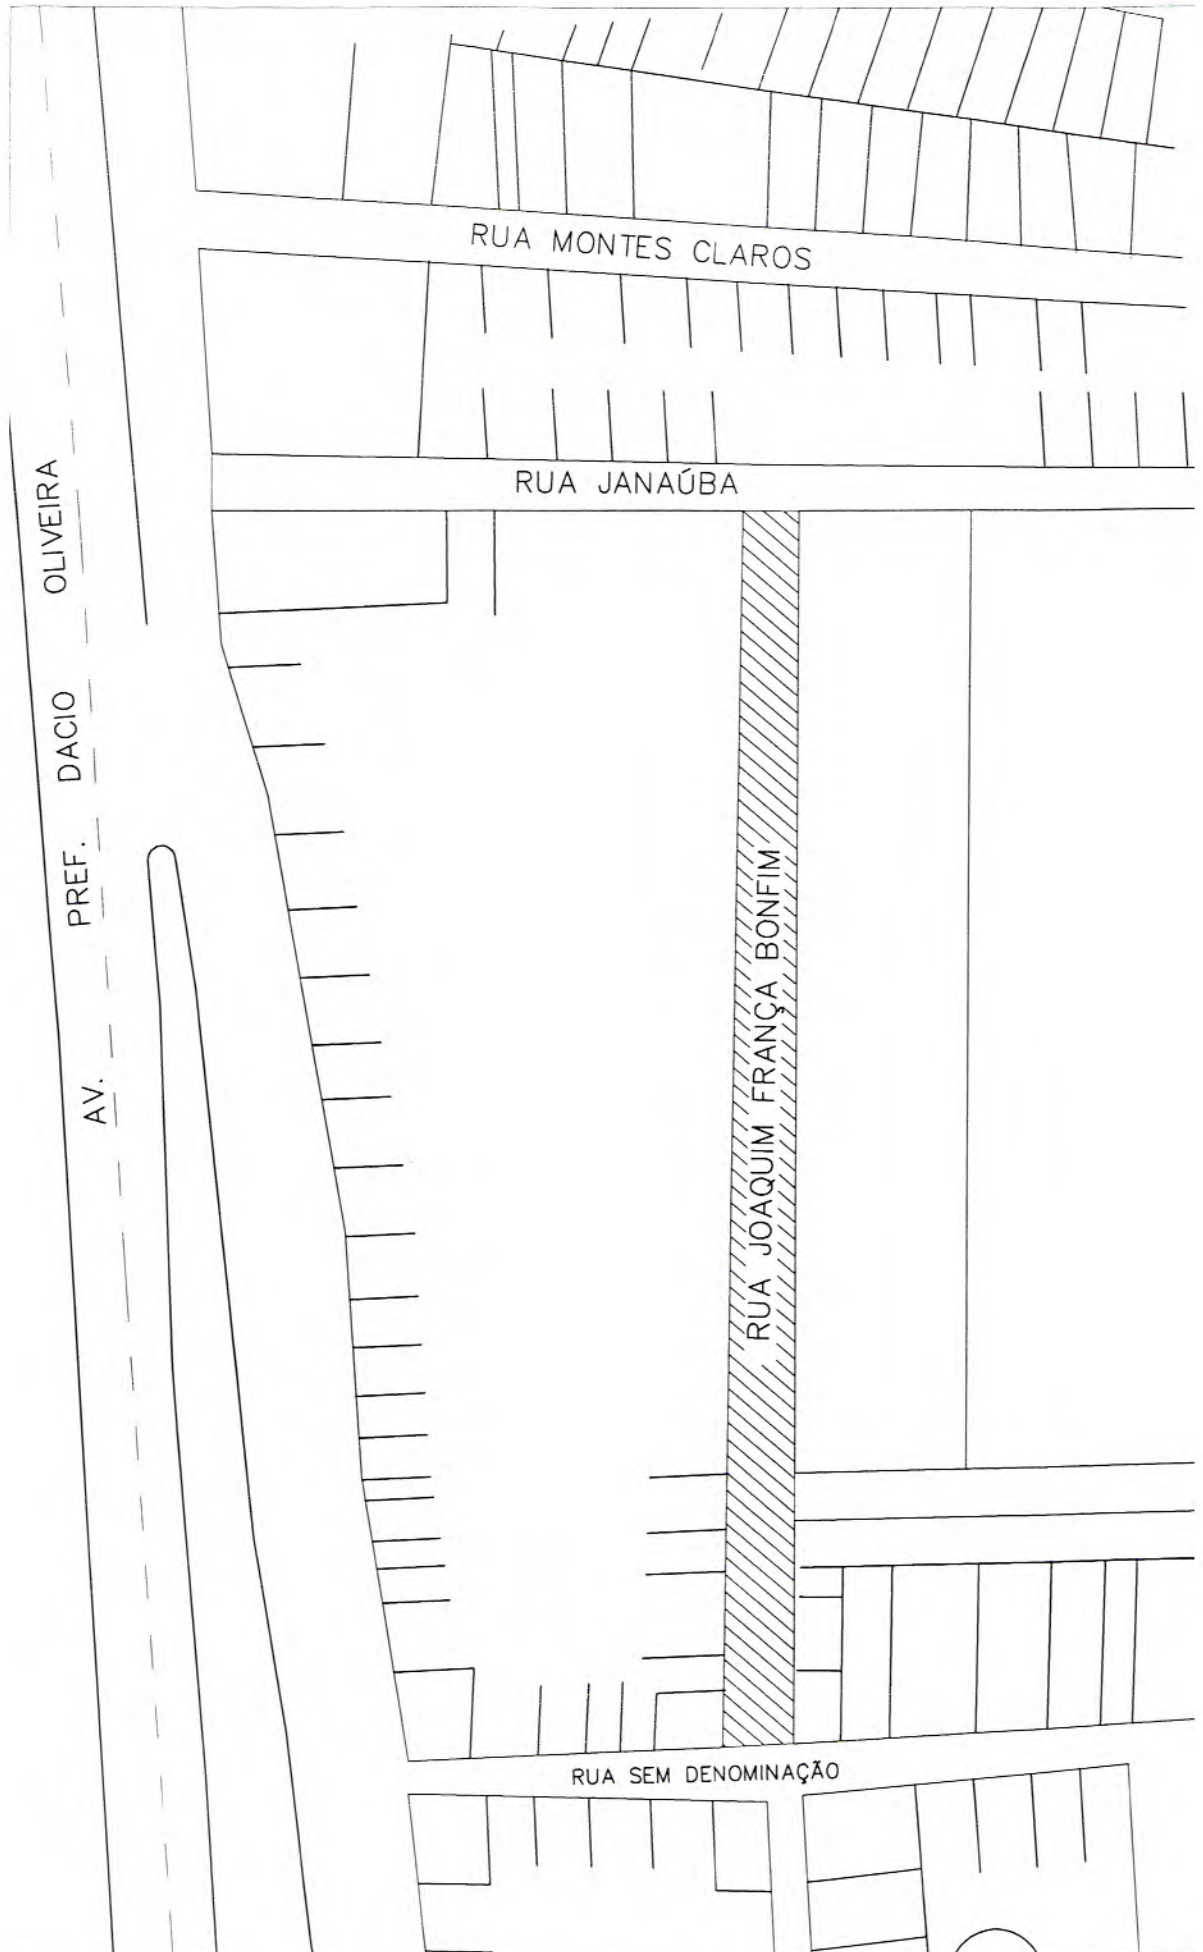 RUA MONTES CLAROS
RUA JANAÚBA
AV. PREF. DACIO OLIVEIRA
RUA JOAQUIM FRANÇA BONFIM
RUA SEM DENOMINAÇÃO